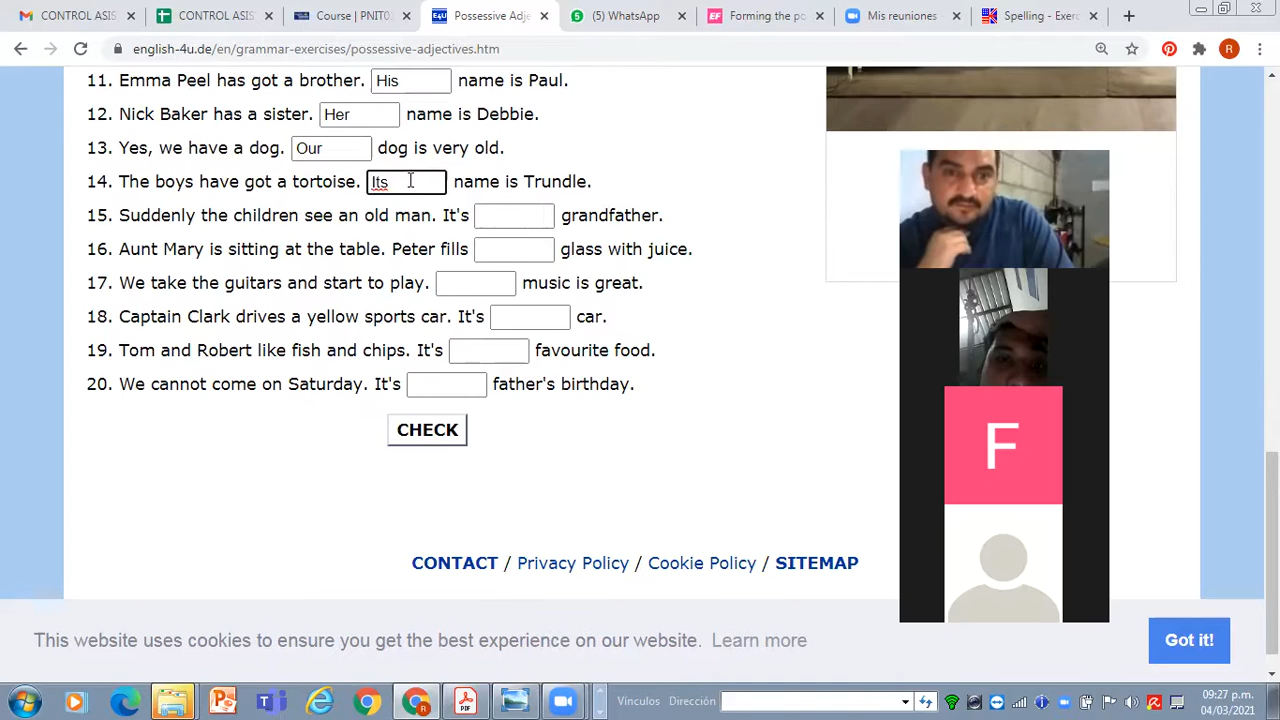 CONTROL ASIS
CONTROL ASIS
Course | PNITO
Possessive Adje
(1) WhatsApp
Forming the po
Mis reuniones -
Spelling - Exerc
english-4u.de/en/grammar-exercises/possessive-adjectives.htm
R
11. Emma Peel has got a brother. His name is Paul.
12. Nick Baker has a sister. Her name is Debbie.
13. Yes, we have a dog. Our dog is very old.
14. The boys have got a tortoise. Its name is Trundle.
15. Suddenly the children see an old man. It's grandfather.
16. Aunt Mary is sitting at the table. Peter fills glass with juice.
17. We take the guitars and start to play. music is great.
18. Captain Clark drives a yellow sports car. It's car.
19. Tom and Robert like fish and chips. It's favourite food.
20. We cannot come on Saturday. It's father's birthday.
CHECK
F
CONTACT / Privacy Policy / Cookie Policy / SITEMAP
This website uses cookies to ensure you get the best experience on our website. Learn more
Got it!
Vínculos Dirección
09:27 p.m.
04/03/2021